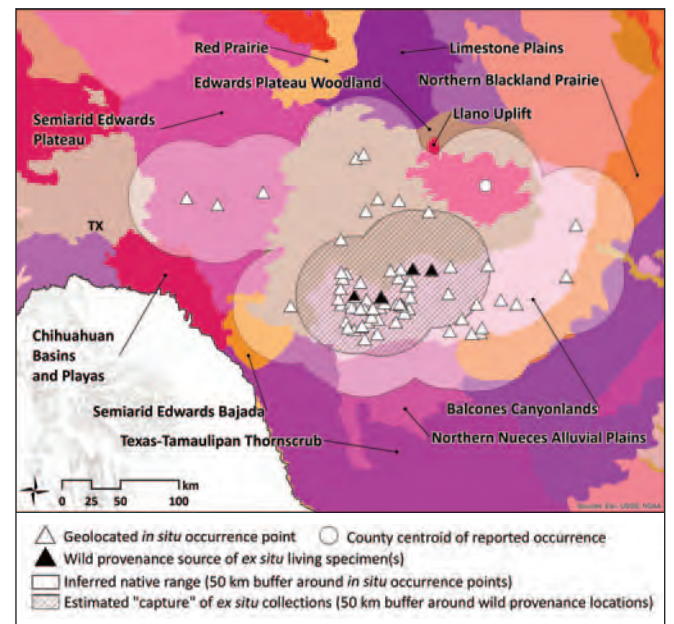 Red Prairie
Limestone Plains
Edwards Plateau Woodland
Northern Blackland Prairie
Semiarid Edwards
Plateau
Llano Uplift
TX
Chihuahuan
Basins
and Playas
Semiarid Edwards Bajada
Balcones Canyonlands
Texas-Tamaulipan Thornscrub
Northern Nueces Alluvial Plains
km
0 25 50 100
Sources: Esri, USGS, NOAA
Geolocated in situ occurrence point
County centroid of reported occurrence
Wild provenance source of ex situ living specimen(s)
Inferred native range (50 km buffer around in situ occurrence points)
Estimated "capture" of ex situ collections (50 km buffer around wild provenance locations)